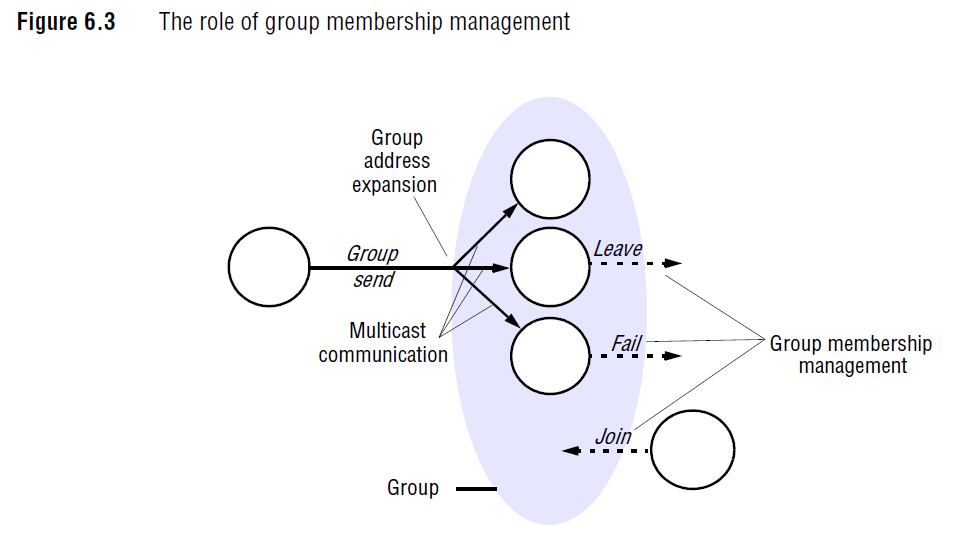 Figure 6.3 The role of group membership management
Group
address
expansion
Group
send
Leave
Multicast
communication
Fail
Group membership
management
Join
Group